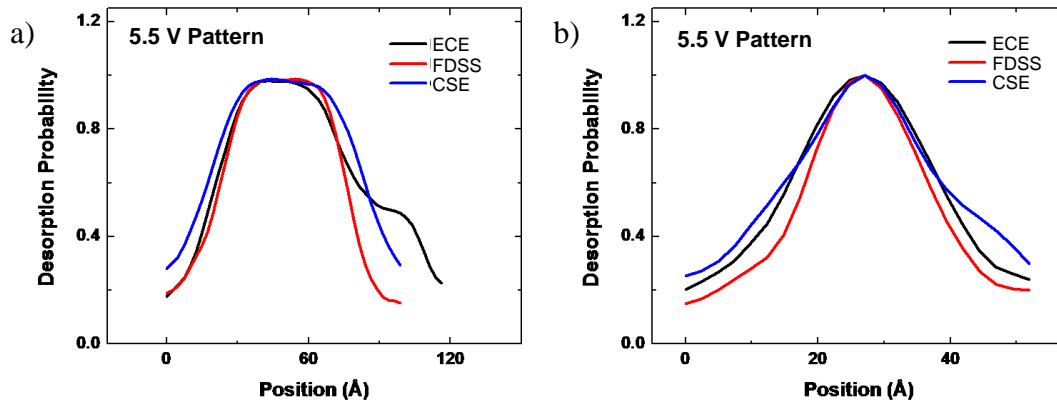 a)
5.5 V Pattern
ECE
FDSS
CSE
1.2
0.8
0.4
0.0
Desorption Probability
0
60
120
Position (Å)
b)
5.5 V Pattern
ECE
FDSS
CSE
1.2
0.8
0.4
0.0
Desorption Probability
0
20
40
Position (Å)